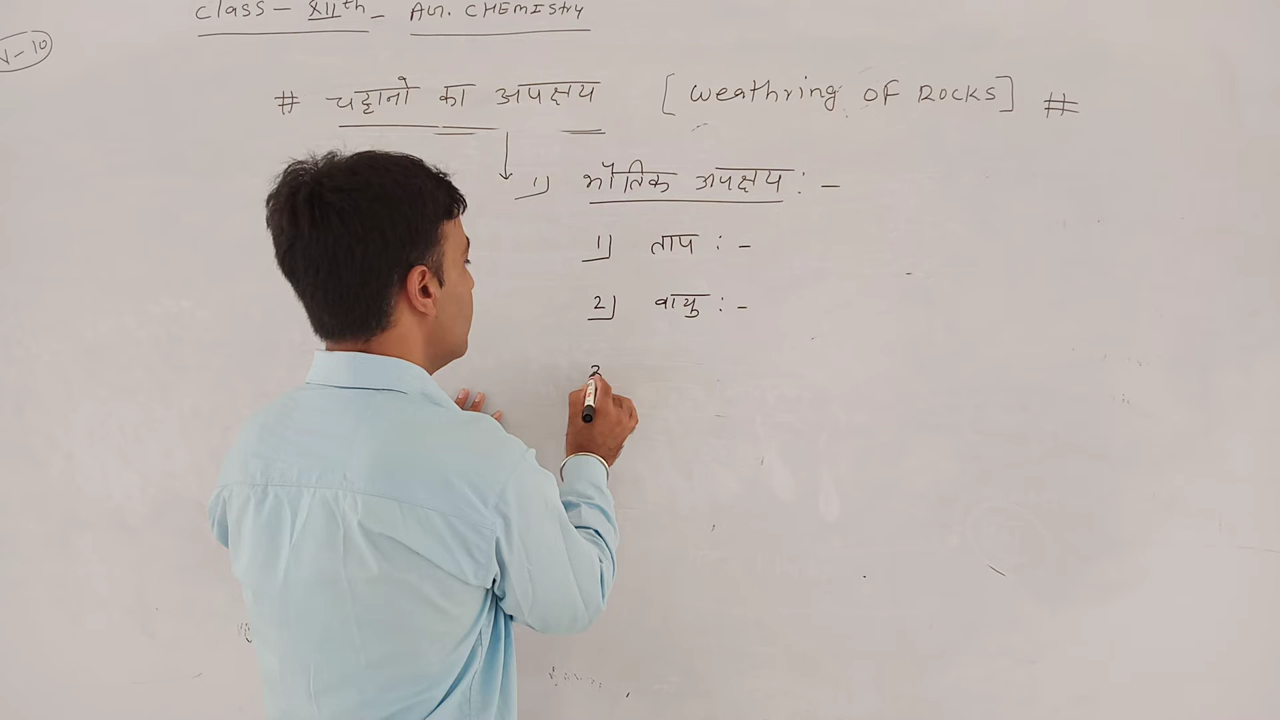 Class - XIIth - AG. CHEMISTRY
# चट्टानो का अपक्षय [ Weathring OF ROCKS ] #
1) भौतिक अपक्षय : -
1) ताप : -
2) वायु : -